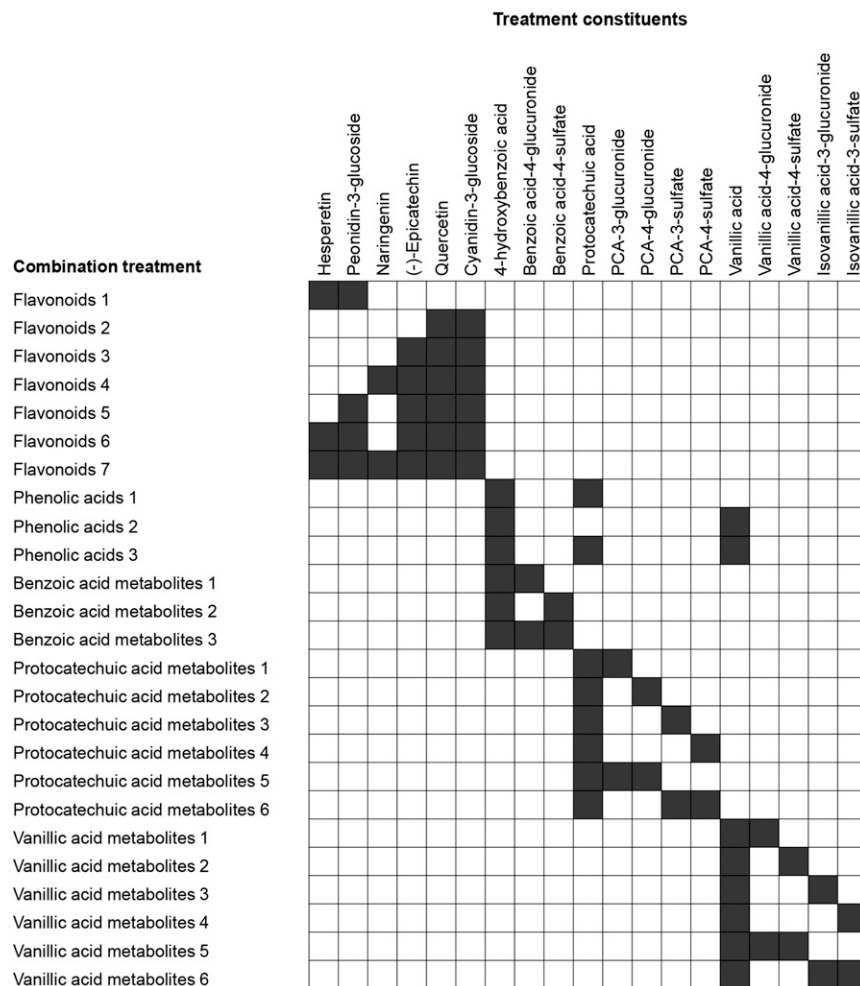 Treatment constituents
Hesperetin
Peonidin-3-glucoside
Naringenin
(-)-Epicatechin
Quercetin
Cyanidin-3-glucoside
4-hydroxybenzoic acid
Benzoic acid-4-glucuronide
Benzoic acid-4-sulfate
Protocatechuic acid
PCA-3-glucuronide
PCA-4-glucuronide
PCA-3-sulfate
PCA-4-sulfate
Vanillic acid
Vanillic acid-4-glucuronide
Vanillic acid-4-sulfate
Isovanillic acid-3-glucuronide
Isovanillic acid-3-sulfate
Combination treatment
Flavonoids 1
Flavonoids 2
Flavonoids 3
Flavonoids 4
Flavonoids 5
Flavonoids 6
Flavonoids 7
Phenolic acids 1
Phenolic acids 2
Phenolic acids 3
Benzoic acid metabolites 1
Benzoic acid metabolites 2
Benzoic acid metabolites 3
Protocatechuic acid metabolites 1
Protocatechuic acid metabolites 2
Protocatechuic acid metabolites 3
Protocatechuic acid metabolites 4
Protocatechuic acid metabolites 5
Protocatechuic acid metabolites 6
Vanillic acid metabolites 1
Vanillic acid metabolites 2
Vanillic acid metabolites 3
Vanillic acid metabolites 4
Vanillic acid metabolites 5
Vanillic acid metabolites 6